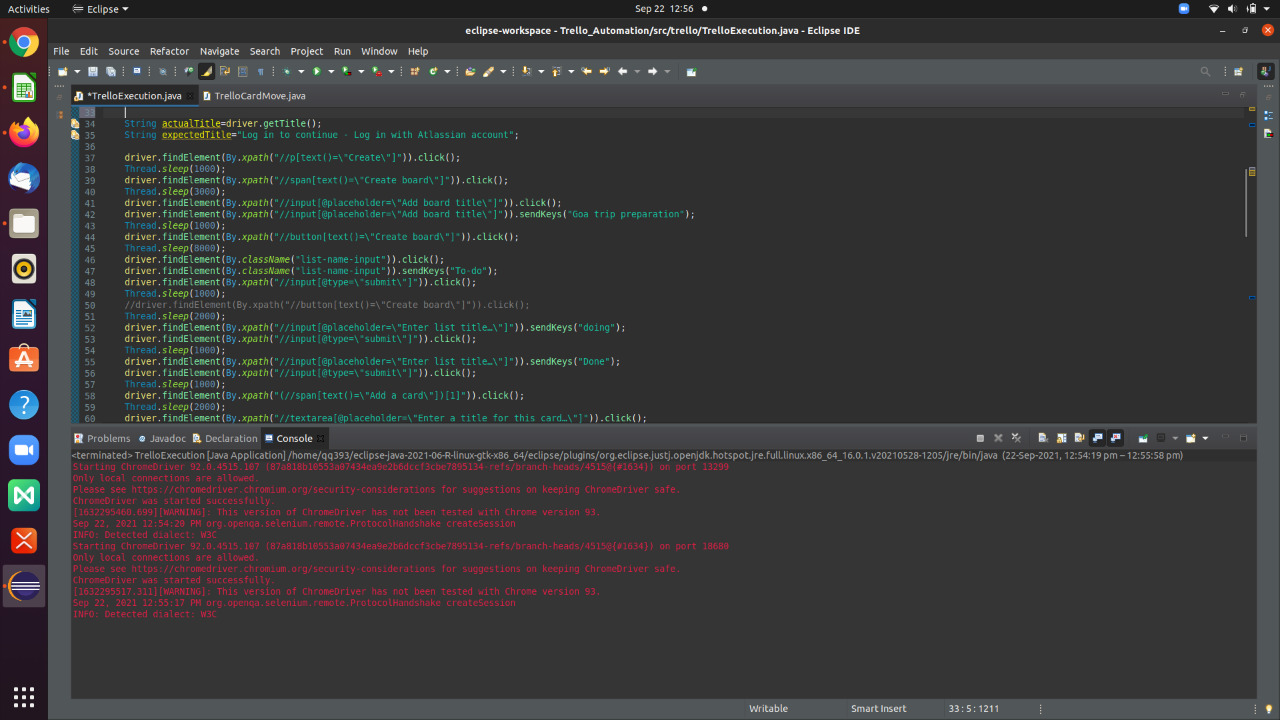 Activities
Eclipse
Sep 22 12:56
eclipse-workspace - Trello_Automation/src/trello/TrelloExecution.java - Eclipse IDE
File Edit Source Refactor Navigate Search Project Run Window Help
*TrelloExecution.java
TrelloCardMove.java
33
34 String actualTitle=driver.getTitle();
35 String expectedTitle="Log in to continue - Log in with Atlassian account";
36
37 driver.findElement(By.xpath("//p[text()=\"Create\"]")).click();
38 Thread.sleep(1000);
39 driver.findElement(By.xpath("//span[text()=\"Create board\"]")).click();
40 Thread.sleep(3000);
41 driver.findElement(By.xpath("//input[@placeholder=\"Add board title\"]")).click();
42 driver.findElement(By.xpath("//input[@placeholder=\"Add board title\"]")).sendKeys("Goa trip preparation");
43 Thread.sleep(1000);
44 driver.findElement(By.xpath("//button[text()=\"Create board\"]")).click();
45 Thread.sleep(8000);
46 driver.findElement(By.className("list-name-input")).click();
47 driver.findElement(By.className("list-name-input")).sendKeys("To-do");
48 driver.findElement(By.xpath("//input[@type=\"submit\"]")).click();
49 Thread.sleep(1000);
50 //driver.findElement(By.xpath("//button[text()=\"Create board\"]")).click();
51 Thread.sleep(2000);
52 driver.findElement(By.xpath("//input[@placeholder=\"Enter list title…\"]")).sendKeys("doing");
53 driver.findElement(By.xpath("//input[@type=\"submit\"]")).click();
54 Thread.sleep(1000);
55 driver.findElement(By.xpath("//input[@placeholder=\"Enter list title…\"]")).sendKeys("Done");
56 driver.findElement(By.xpath("//input[@type=\"submit\"]")).click();
57 Thread.sleep(1000);
58 driver.findElement(By.xpath("(//span[text()=\"Add a card\"])[1]")).click();
59 Thread.sleep(2000);
60 driver.findElement(By.xpath("//textarea[@placeholder=\"Enter a title for this card…\"]")).click();
Problems Javadoc Declaration Console
<terminated> TrelloExecution [Java Application] /home/qq393/eclipse-java-2021-06-R-linux-gtk-x86_64/eclipse/plugins/org.eclipse.justj.openjdk.hotspot.jre.full.linux.x86_64_16.0.1.v20210528-1205/jre/bin/java (22-Sep-2021, 12:54:19 pm – 12:55:58 pm)
Starting ChromeDriver 92.0.4515.107 (87a818b10553a07434ea9e2b6dccf3cbe7895134-refs/branch-heads/4515@{#1634}) on port 13299
Only local connections are allowed.
Please see https://chromedriver.chromium.org/security-considerations for suggestions on keeping ChromeDriver safe.
ChromeDriver was started successfully.
[1632295460.699][WARNING]: This version of ChromeDriver has not been tested with Chrome version 93.
Sep 22, 2021 12:54:20 PM org.openqa.selenium.remote.ProtocolHandshake createSession
INFO: Detected dialect: W3C
Starting ChromeDriver 92.0.4515.107 (87a818b10553a07434ea9e2b6dccf3cbe7895134-refs/branch-heads/4515@{#1634}) on port 18680
Only local connections are allowed.
Please see https://chromedriver.chromium.org/security-considerations for suggestions on keeping ChromeDriver safe.
ChromeDriver was started successfully.
[1632295517.311][WARNING]: This version of ChromeDriver has not been tested with Chrome version 93.
Sep 22, 2021 12:55:17 PM org.openqa.selenium.remote.ProtocolHandshake createSession
INFO: Detected dialect: W3C
Writable
Smart Insert
33 : 5 : 1211